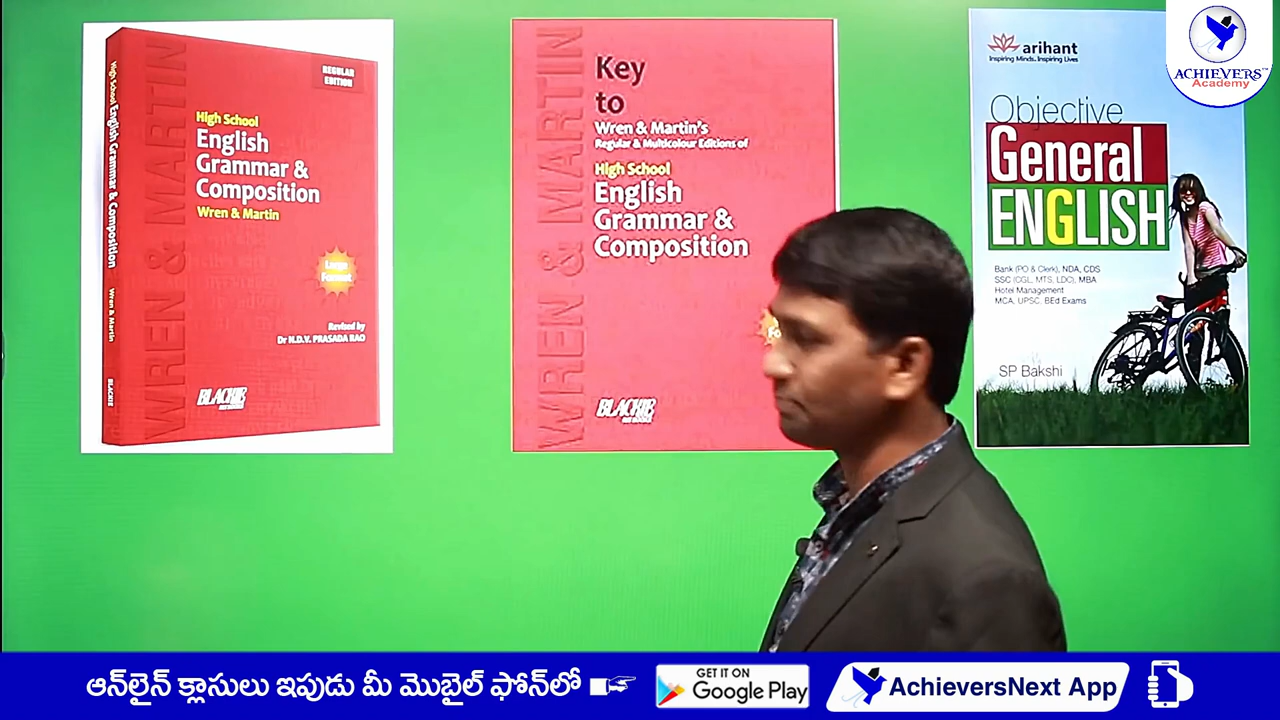 WREN & MARTIN
High School English Grammar & Composition
Wren & Martin
BLACKIE
REGULAR
EDITION
High School
English
Grammar &
Composition
Wren & Martin
Large
Format
Revised by
Dr N.D.V. PRASADA RAO
BLACKIE
WREN & MARTIN
Key
to
Wren & Martin's
Regular & Multicolour Editions of
High School
English
Grammar &
Composition
BLACKIE
arihant
Inspiring Minds. Inspiring Lives
Objective
General
ENGLISH
Bank (PO & Clerk), NDA, CDS
SSC (CGL, MTS, LDC), MBA
Hotel Management
MCA, UPSC, BEd Exams
SP Bakshi
ACHIEVERS™
Academy
ఆన్‌లైన్ క్లాసులు ఇపుడు మీ మొబైల్ ఫోన్‌లో
GET IT ON
Google Play
AchieversNext App